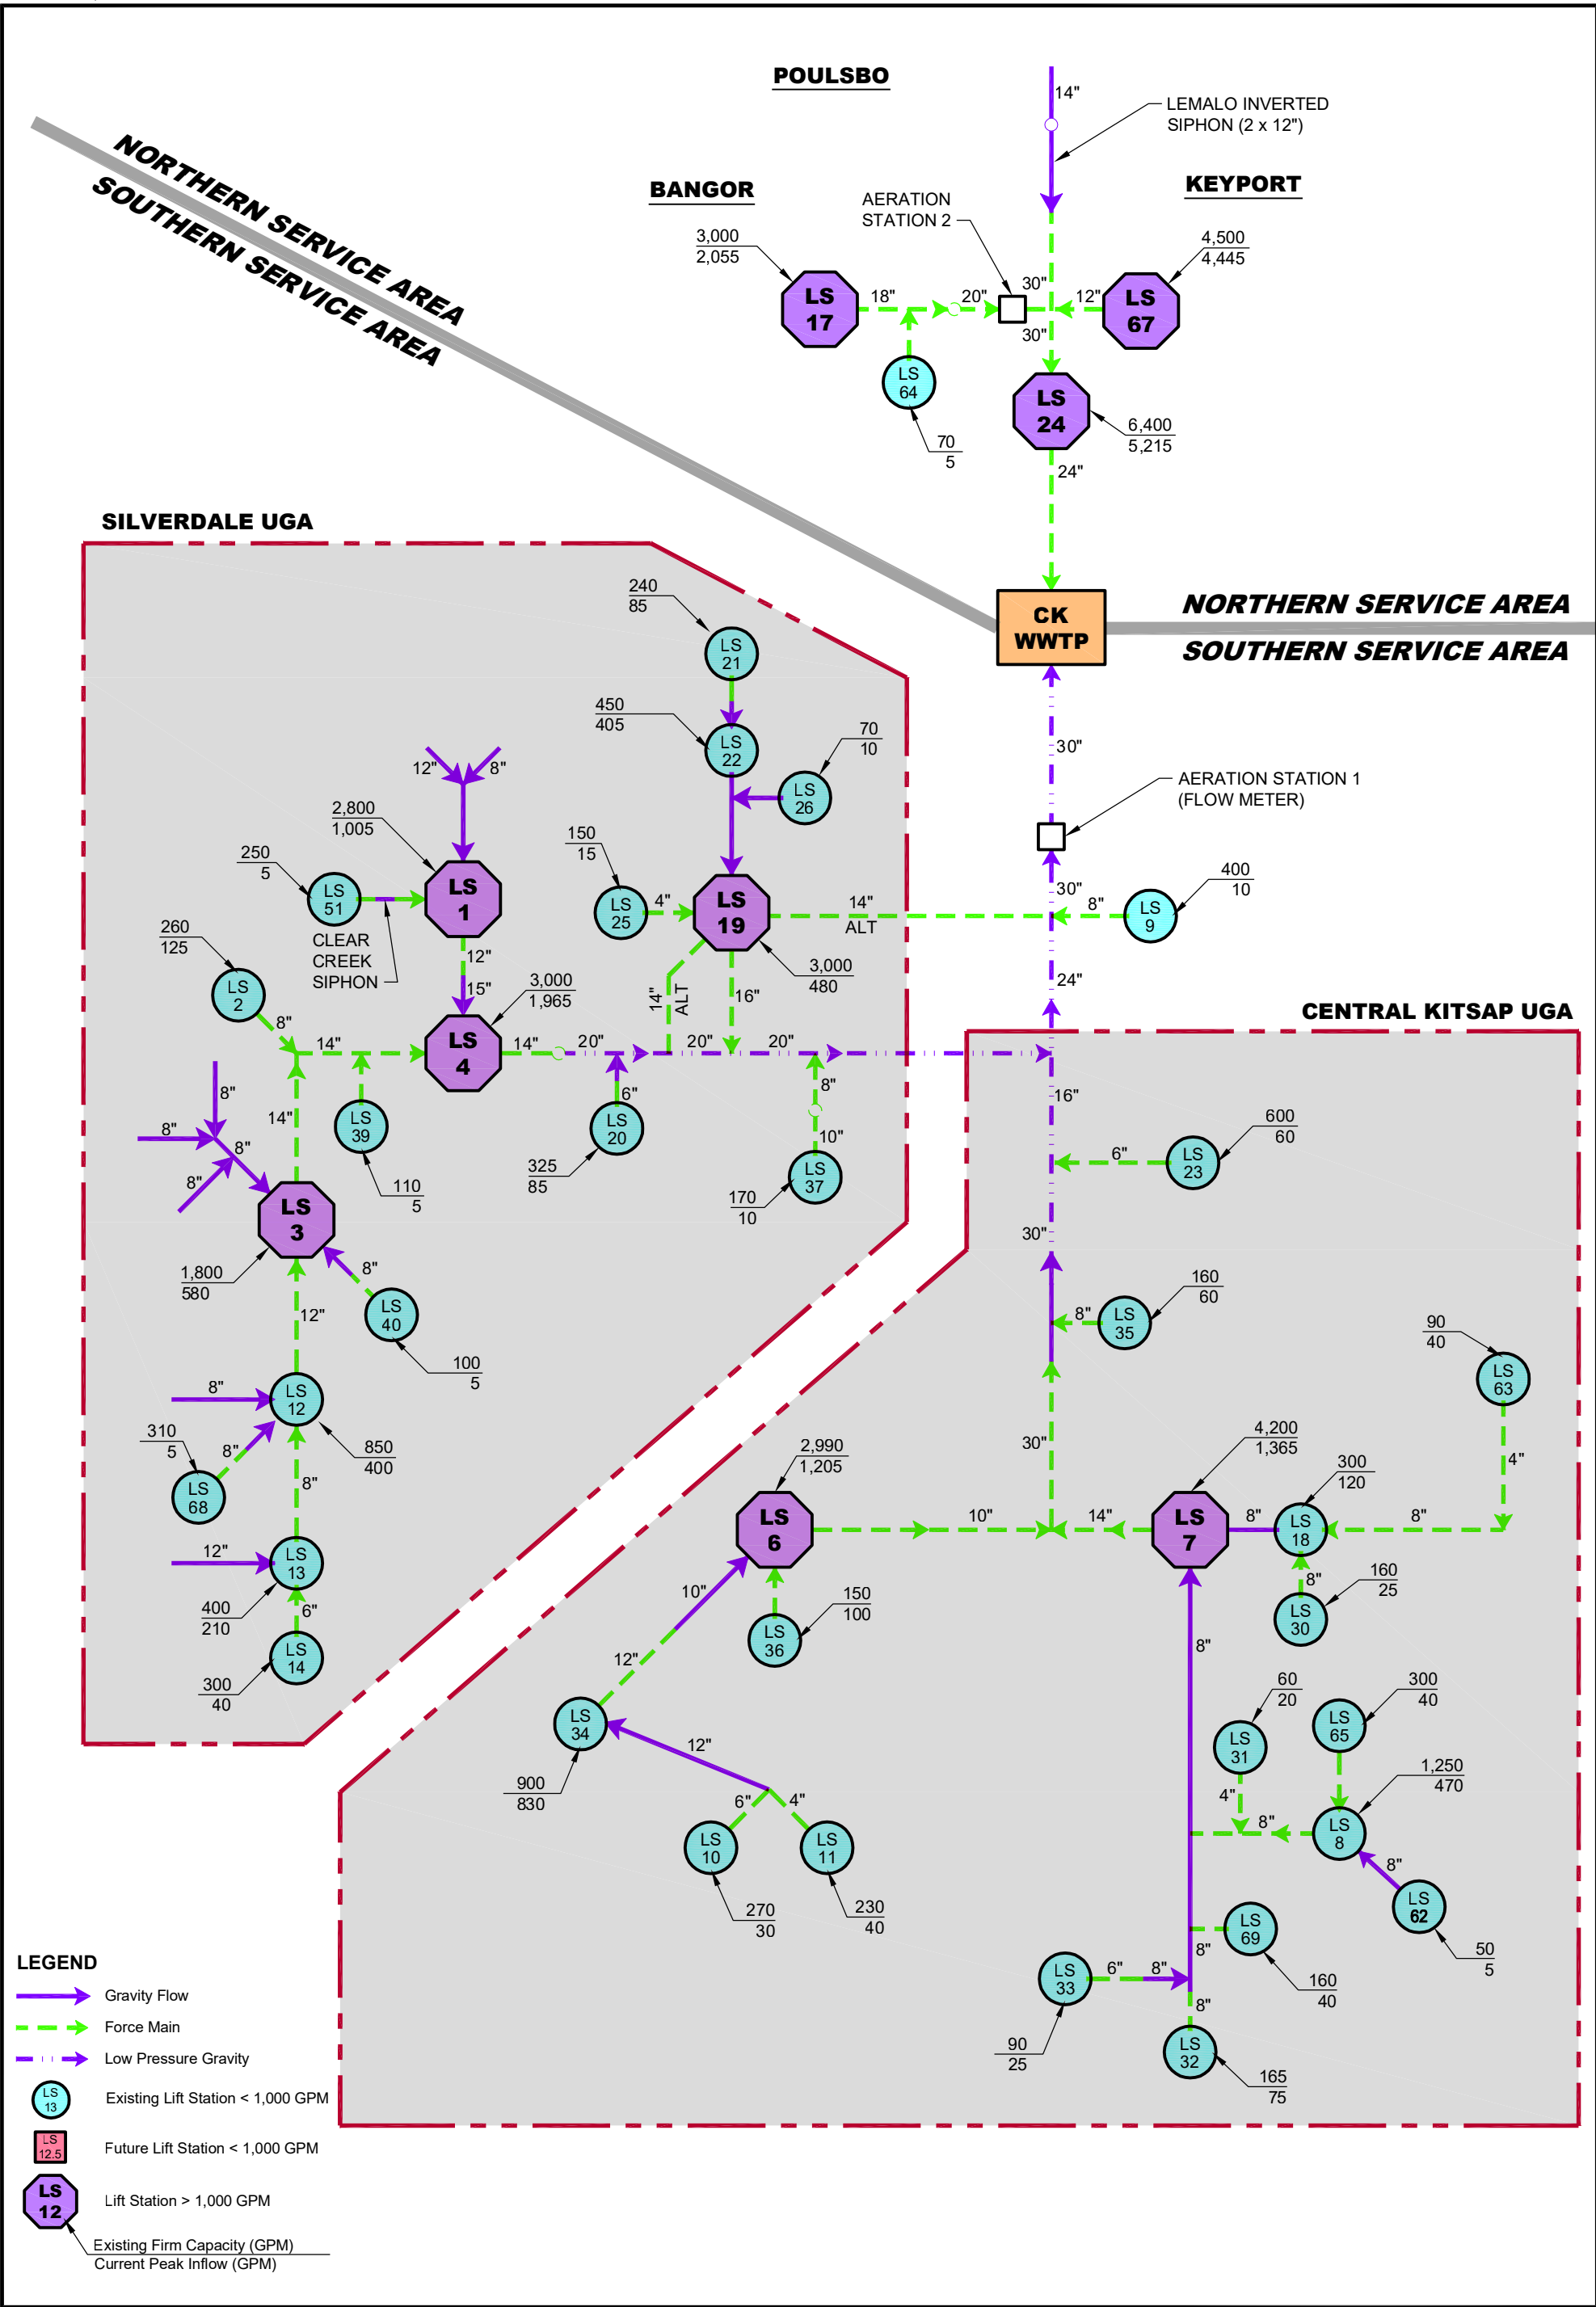 POULSBO
14"
LEMALO INVERTED
SIPHON (2 x 12")
NORTHERN SERVICE AREA
SOUTHERN SERVICE AREA
BANGOR
KEYPORT
AERATION
STATION 2
3,000
2,055
4,500
4,445
LS
17
18"
20"
30"
12"
LS
67
30"
LS
64
70
5
LS
24
6,400
5,215
24"
SILVERDALE UGA
CK
WWTP
NORTHERN SERVICE AREA
SOUTHERN SERVICE AREA
240
85
LS
21
450
405
LS
22
70
10
LS
26
30"
AERATION STATION 1
(FLOW METER)
12"
8"
2,800
1,005
150
15
250
5
LS
51
LS
1
LS
25
4"
LS
19
14"
ALT
30"
8"
LS
9
400
10
CLEAR
CREEK
SIPHON
260
125
LS
2
8"
12"
15"
3,000
1,965
14"
ALT
16"
3,000
480
24"
CENTRAL KITSAP UGA
14"
LS
4
14"
20"
20"
20"
16"
8"
8"
8"
8"
14"
LS
39
110
5
6"
LS
20
325
85
8"
10"
LS
37
170
10
6"
LS
23
600
60
30"
LS
3
1,800
580
8"
LS
40
100
5
12"
8"
LS
35
160
60
90
40
LS
63
4"
8"
LS
12
850
400
310
5
8"
LS
68
8"
30"
2,990
1,205
LS
6
10"
14"
4,200
1,365
LS
7
8"
300
120
LS
18
8"
8"
LS
30
160
25
12"
LS
13
400
210
6"
LS
14
300
40
10"
12"
LS
36
150
100
8"
LS
34
900
830
12"
6"
4"
LS
10
270
30
LS
11
230
40
60
20
LS
31
4"
8"
300
40
LS
65
1,250
470
LS
8
8"
LS
62
50
5
LS
69
160
40
8"
LS
33
90
25
6"
8"
8"
LS
32
165
75
LEGEND
Gravity Flow
Force Main
Low Pressure Gravity
LS
13
Existing Lift Station < 1,000 GPM
LS
12.5
Future Lift Station < 1,000 GPM
LS
12
Lift Station > 1,000 GPM
Existing Firm Capacity (GPM)
Current Peak Inflow (GPM)